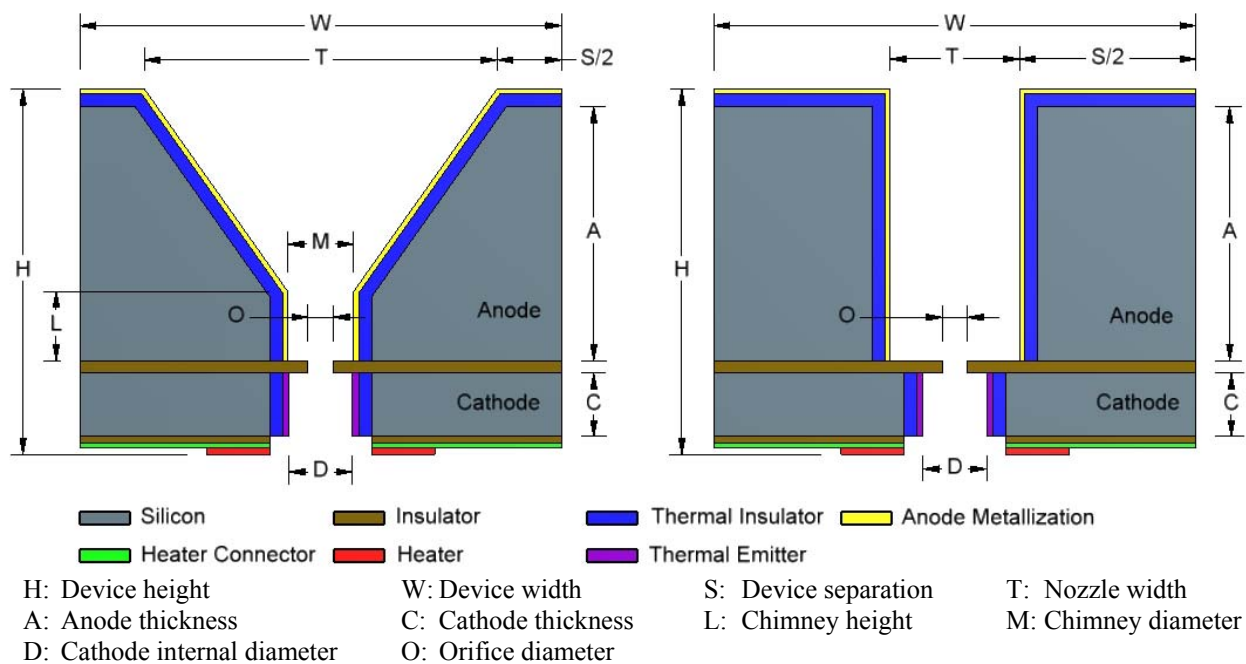 W
W
T
S/2
T
S/2
H
A
H
A
M
O
Anode
O
Anode
L
Cathode
C
Cathode
C
D
D
Silicon Insulator Thermal Insulator Anode Metallization
Heater Connector Heater Thermal Emitter
H: Device height W: Device width S: Device separation T: Nozzle width
A: Anode thickness C: Cathode thickness L: Chimney height M: Chimney diameter
D: Cathode internal diameter O: Orifice diameter